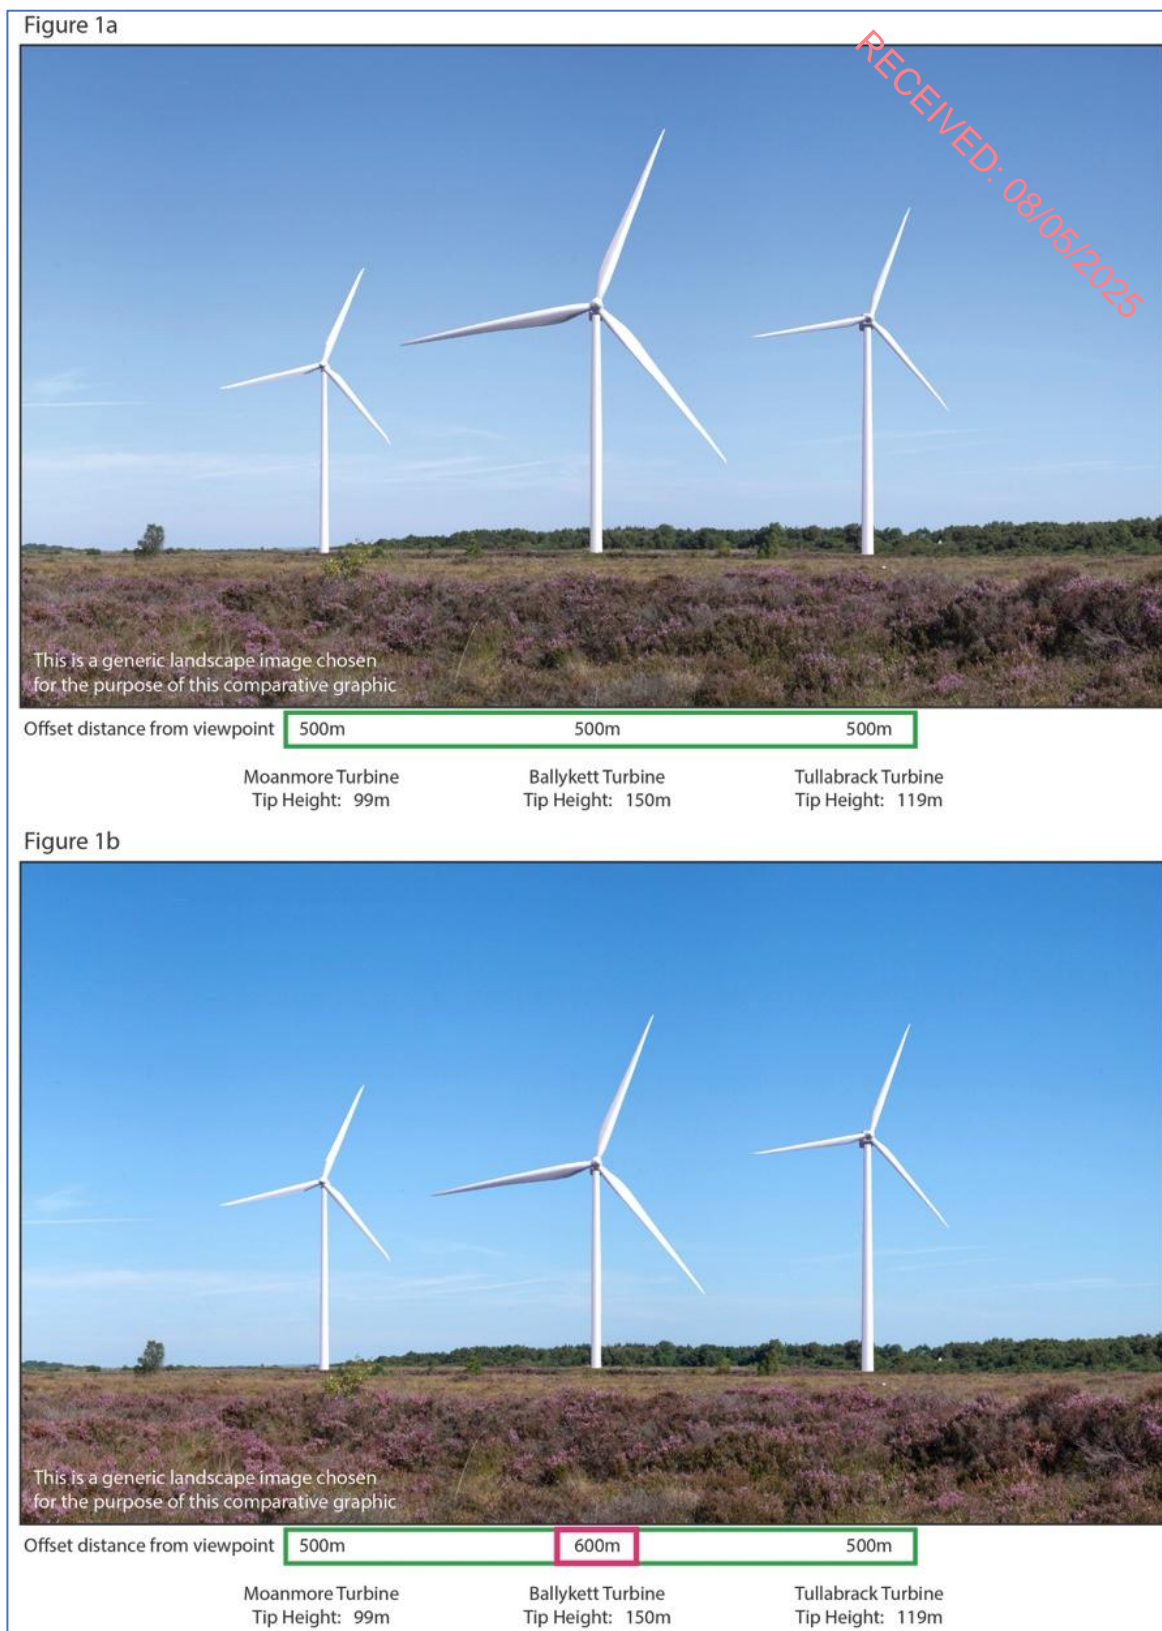 Figure 1a
RECEIVED: 08/05/2025
This is a generic landscape image chosen
for the purpose of this comparative graphic
Offset distance from viewpoint 500m 500m 500m
Moanmore Turbine Ballykett Turbine Tullabrack Turbine
Tip Height: 99m Tip Height: 150m Tip Height: 119m
Figure 1b
This is a generic landscape image chosen
for the purpose of this comparative graphic
Offset distance from viewpoint 500m 600m 500m
Moanmore Turbine Ballykett Turbine Tullabrack Turbine
Tip Height: 99m Tip Height: 150m Tip Height: 119m